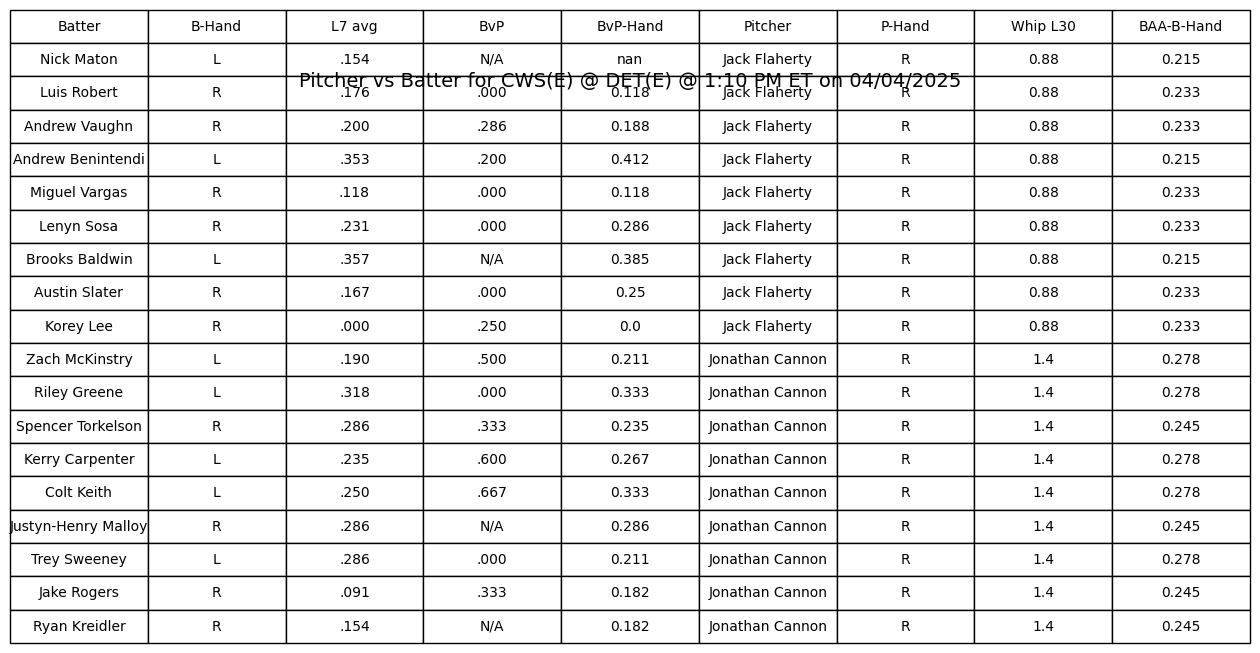 Batter B-Hand L7 avg BvP BvP-Hand Pitcher P-Hand Whip L30 BAA-B-Hand
Nick Maton L .154 N/A nan Jack Flaherty R 0.88 0.215
Pitcher vs Batter for CWS(E) @ DET(E) @ 1:10 PM ET on 04/04/2025
Luis Robert R .176 .000 0.118 Jack Flaherty R 0.88 0.233
Andrew Vaughn R .200 .286 0.188 Jack Flaherty R 0.88 0.233
Andrew Benintendi L .353 .200 0.412 Jack Flaherty R 0.88 0.215
Miguel Vargas R .118 .000 0.118 Jack Flaherty R 0.88 0.233
Lenyn Sosa R .231 .000 0.286 Jack Flaherty R 0.88 0.233
Brooks Baldwin L .357 N/A 0.385 Jack Flaherty R 0.88 0.215
Austin Slater R .167 .000 0.25 Jack Flaherty R 0.88 0.233
Korey Lee R .000 .250 0.0 Jack Flaherty R 0.88 0.233
Zach McKinstry L .190 .500 0.211 Jonathan Cannon R 1.4 0.278
Riley Greene L .318 .000 0.333 Jonathan Cannon R 1.4 0.278
Spencer Torkelson R .286 .333 0.235 Jonathan Cannon R 1.4 0.245
Kerry Carpenter L .235 .600 0.267 Jonathan Cannon R 1.4 0.278
Colt Keith L .250 .667 0.333 Jonathan Cannon R 1.4 0.278
Justyn-Henry Malloy R .286 N/A 0.286 Jonathan Cannon R 1.4 0.245
Trey Sweeney L .286 .000 0.211 Jonathan Cannon R 1.4 0.278
Jake Rogers R .091 .333 0.182 Jonathan Cannon R 1.4 0.245
Ryan Kreidler R .154 N/A 0.182 Jonathan Cannon R 1.4 0.245